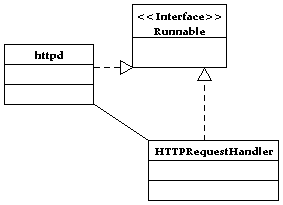 <<Interface>>
Runnable
httpd
HTTPRequestHandler